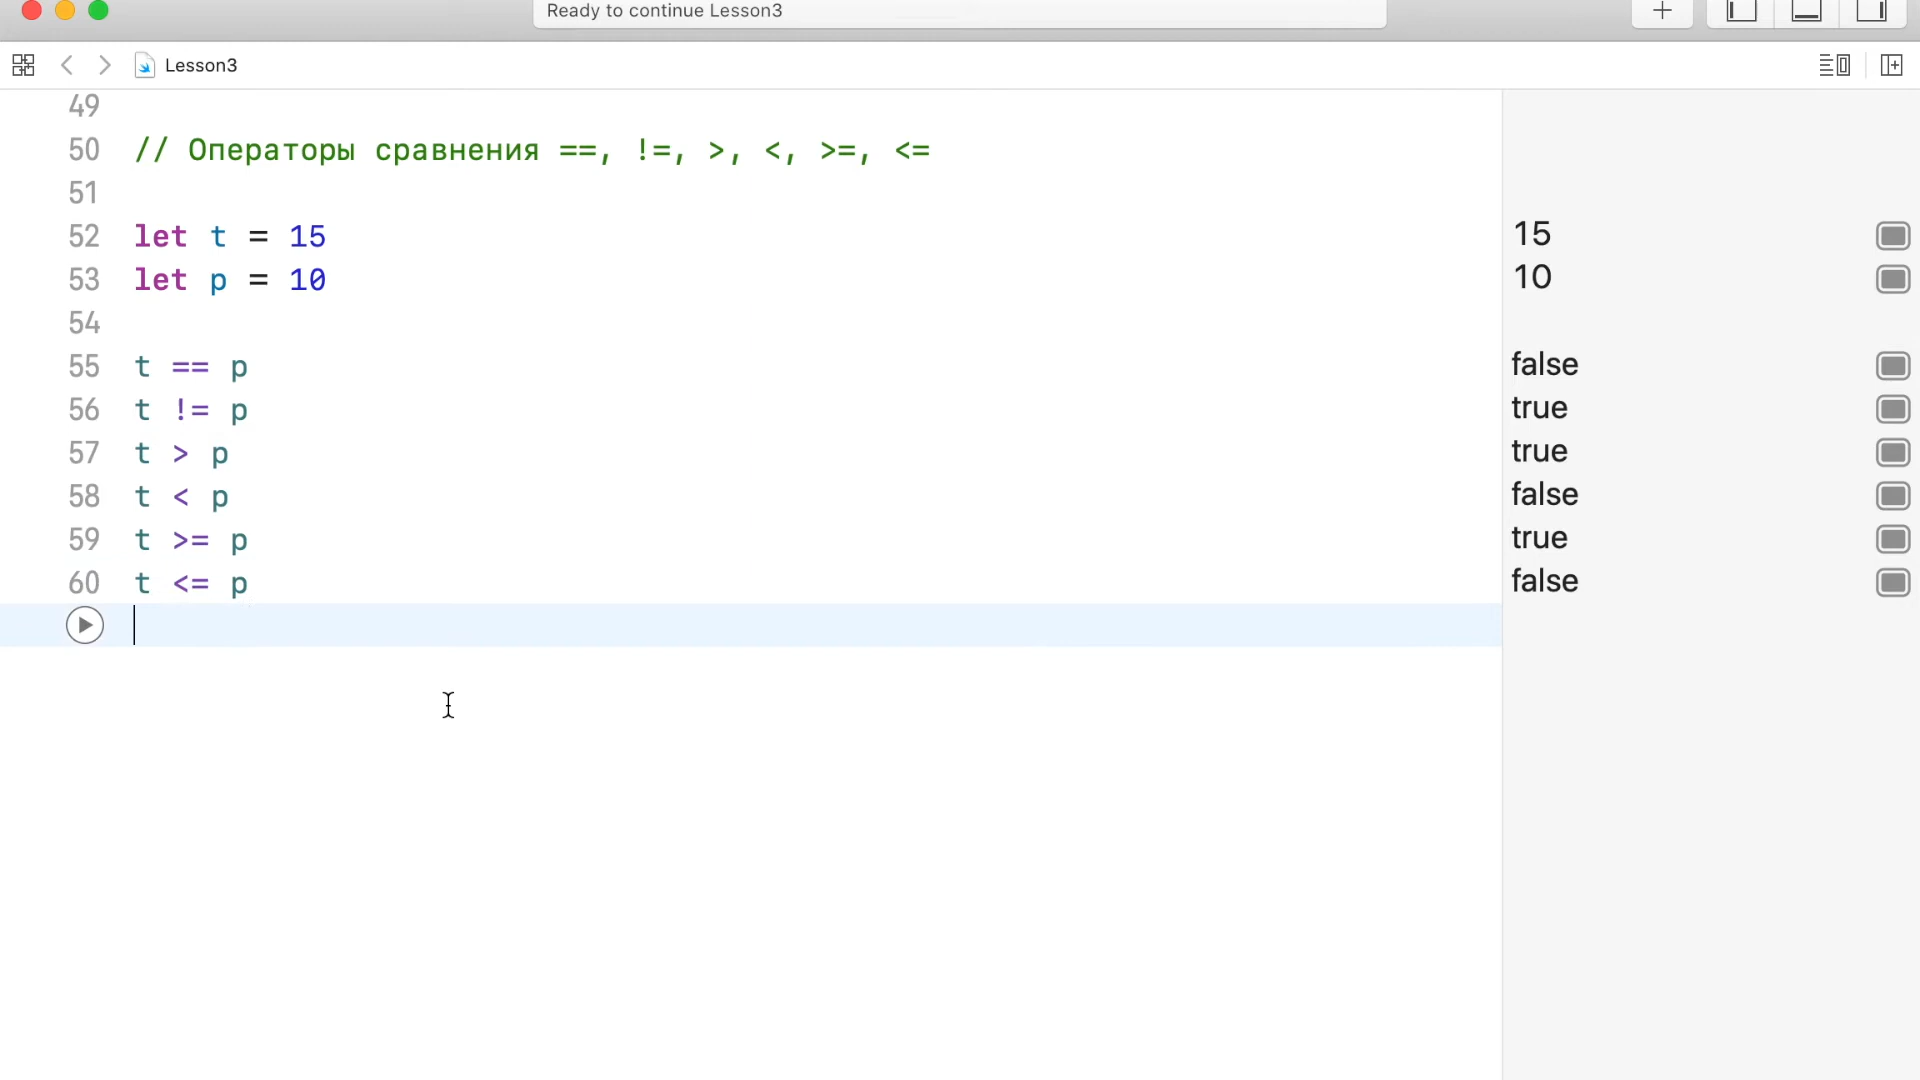 Ready to continue Lesson3
Lesson3
49
50 // Операторы сравнения ==, !=, >, <, >=, <=
51
52 let t = 15 15
53 let p = 10 10
54
55 t == p false
56 t != p true
57 t > p true
58 t < p false
59 t >= p true
60 t <= p false